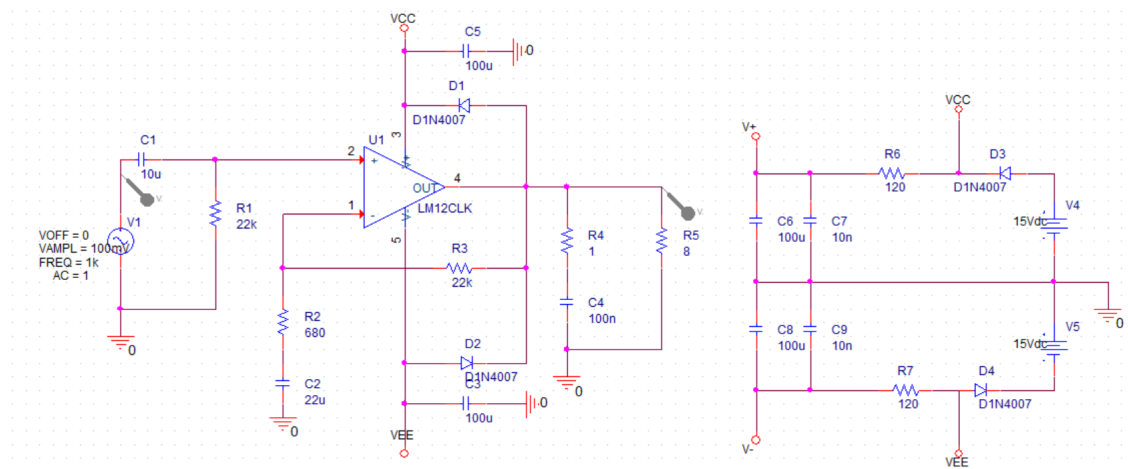 VCC
C5
100u
0
D1
D1N4007
3
U1
C1
10u
2
+
V+
OUT
4
LM12CLK
1
-
V-
5
V
V
R1
22k
V1
VOFF = 0
VAMPL = 100mV
FREQ = 1k
AC = 1
0
R3
22k
R2
680
C2
22u
0
R4
1
C4
100n
R5
8
0
D2
D1N4007
C3
100u
0
VEE
VCC
V+
R6
120
D3
D1N4007
V4
15Vdc
C6
100u
C7
10n
C8
100u
C9
10n
0
V5
15Vdc
R7
120
D4
D1N4007
V-
VEE